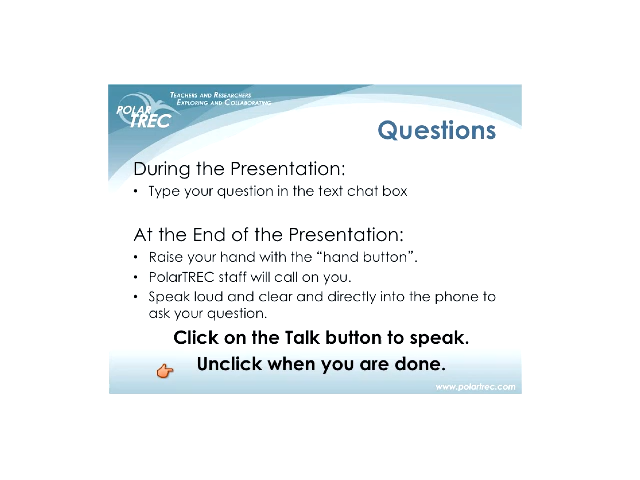 TEACHERS AND RESEARCHERS
EXPLORING AND COLLABORATING
POLAR
TREC
Questions
During the Presentation:
• Type your question in the text chat box
At the End of the Presentation:
• Raise your hand with the “hand button”.
• PolarTREC staff will call on you.
• Speak loud and clear and directly into the phone to
ask your question.
Click on the Talk button to speak.
Unclick when you are done.
www.polartrec.com